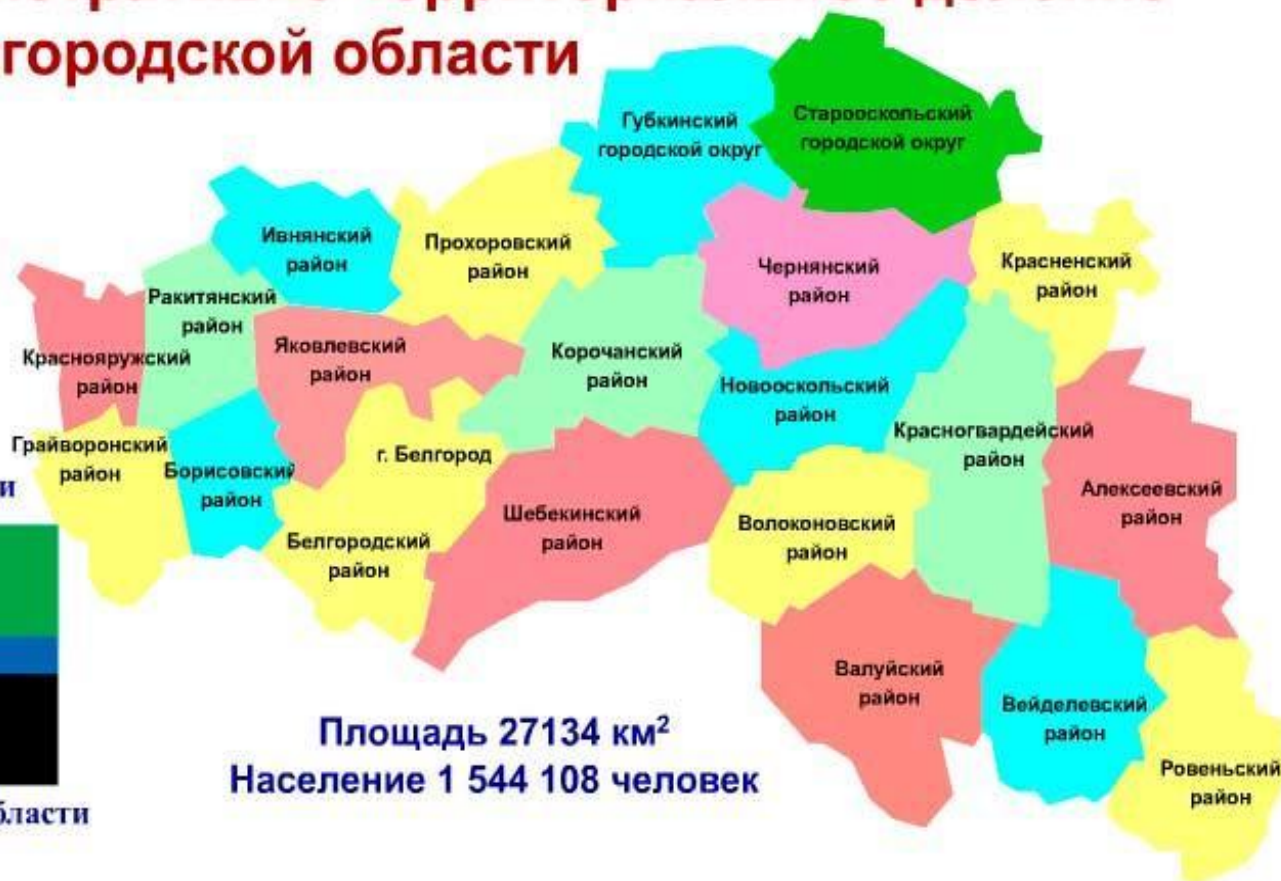 городской области
Губкинский
городской округ
Старооскольский
городской округ
Ивнянский
район
Прохоровский
район
Чернянский
район
Красненский
район
Ракитянский
район
Краснояружский
район
Яковлевский
район
Корочанский
район
Новооскольский
район
Красногвардейский
район
Грайворонский
район
Борисовский
район
г. Белгород
Алексеевский
район
Белгородский
район
Шебекинский
район
Волоконовский
район
Валуйский
район
Вейделевский
район
Ровеньский
район
Площадь 27134 км²
Население 1 544 108 человек